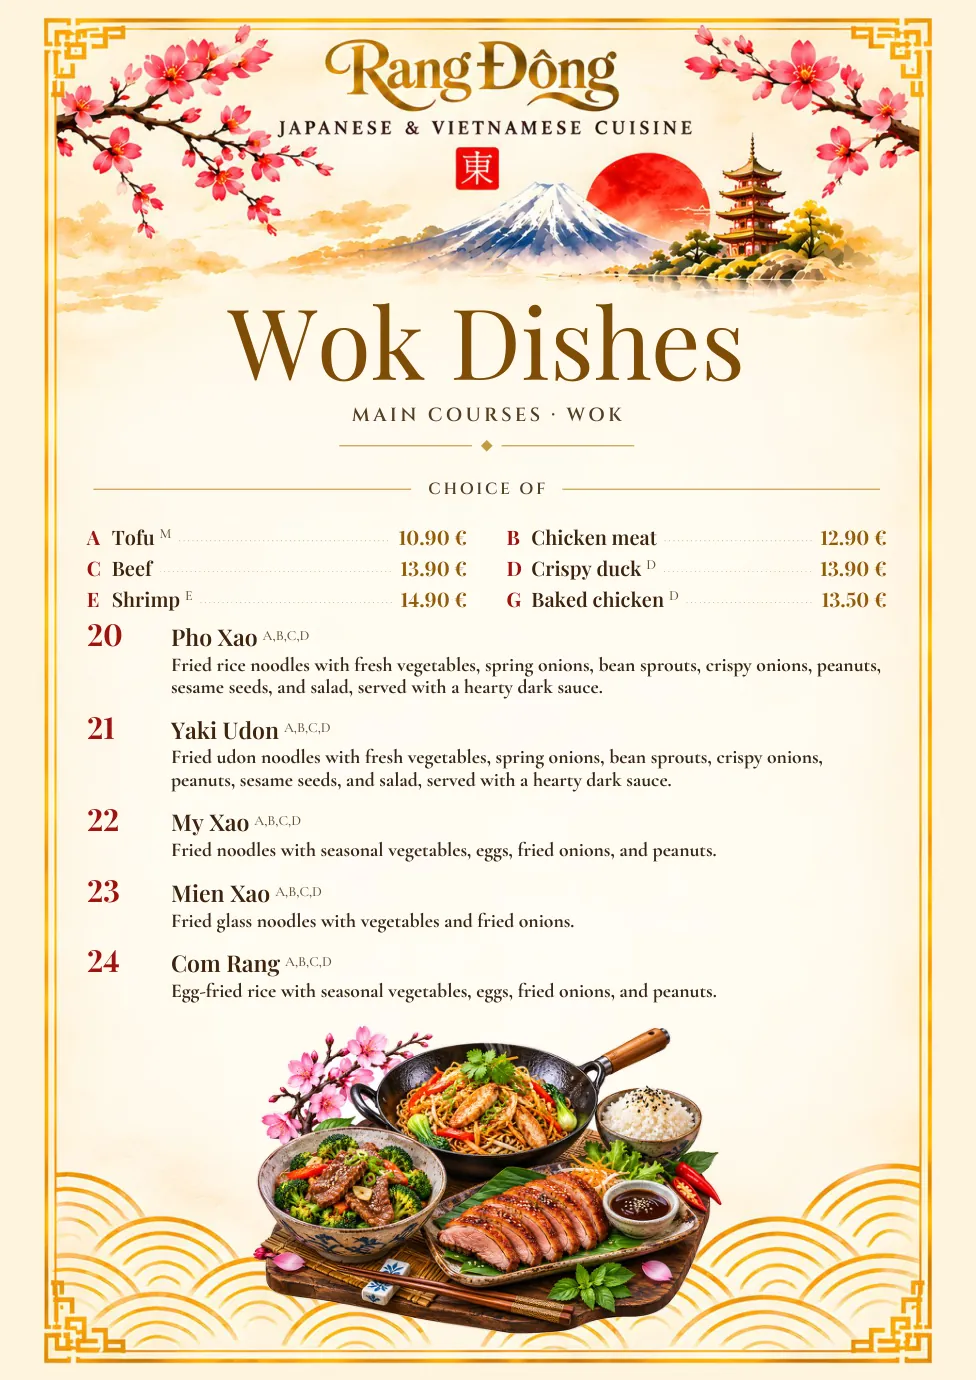 Rang Đông
JAPANESE & VIETNAMESE CUISINE
東
Wok Dishes
MAIN COURSES · WOK
CHOICE OF
A Tofu M 10.90 €
B Chicken meat 12.90 €
C Beef 13.90 €
D Crispy duck D 13.90 €
E Shrimp E 14.90 €
G Baked chicken D 13.50 €
20 Pho Xao A,B,C,D
Fried rice noodles with fresh vegetables, spring onions, bean sprouts, crispy onions, peanuts,
sesame seeds, and salad, served with a hearty dark sauce.
21 Yaki Udon A,B,C,D
Fried udon noodles with fresh vegetables, spring onions, bean sprouts, crispy onions,
peanuts, sesame seeds, and salad, served with a hearty dark sauce.
22 My Xao A,B,C,D
Fried noodles with seasonal vegetables, eggs, fried onions, and peanuts.
23 Mien Xao A,B,C,D
Fried glass noodles with vegetables and fried onions.
24 Com Rang A,B,C,D
Egg-fried rice with seasonal vegetables, eggs, fried onions, and peanuts.